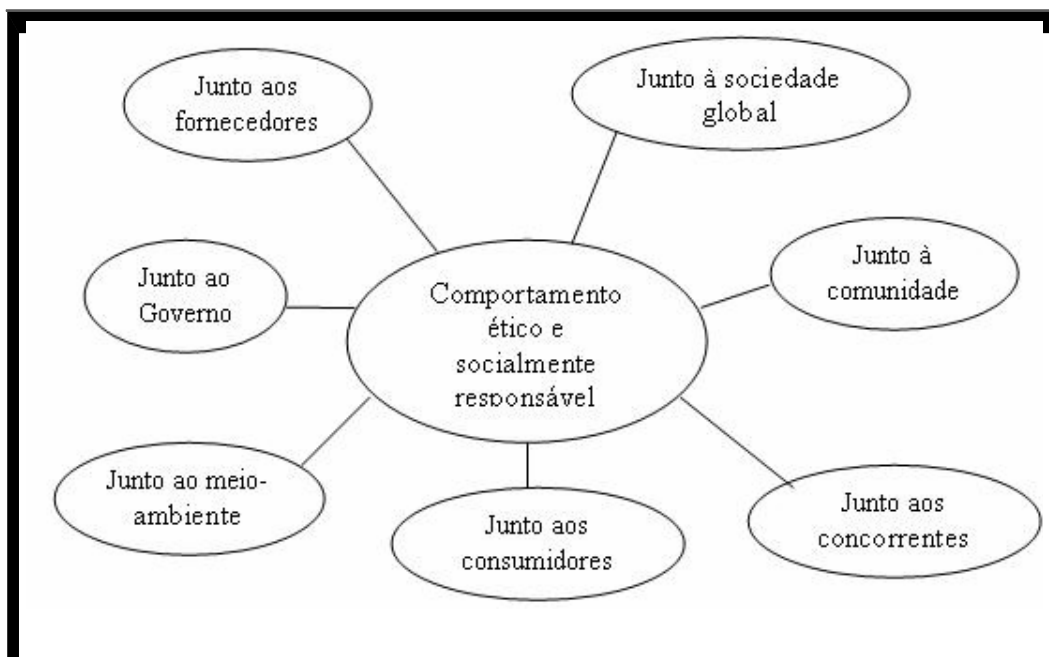 Junto aos
fornecedores
Junto à sociedade
global
Junto ao
Governo
Comportamento
ético e
socialmente
responsável
Junto à
comunidade
Junto ao meio-
ambiente
Junto aos
consumidores
Junto aos
concorrentes